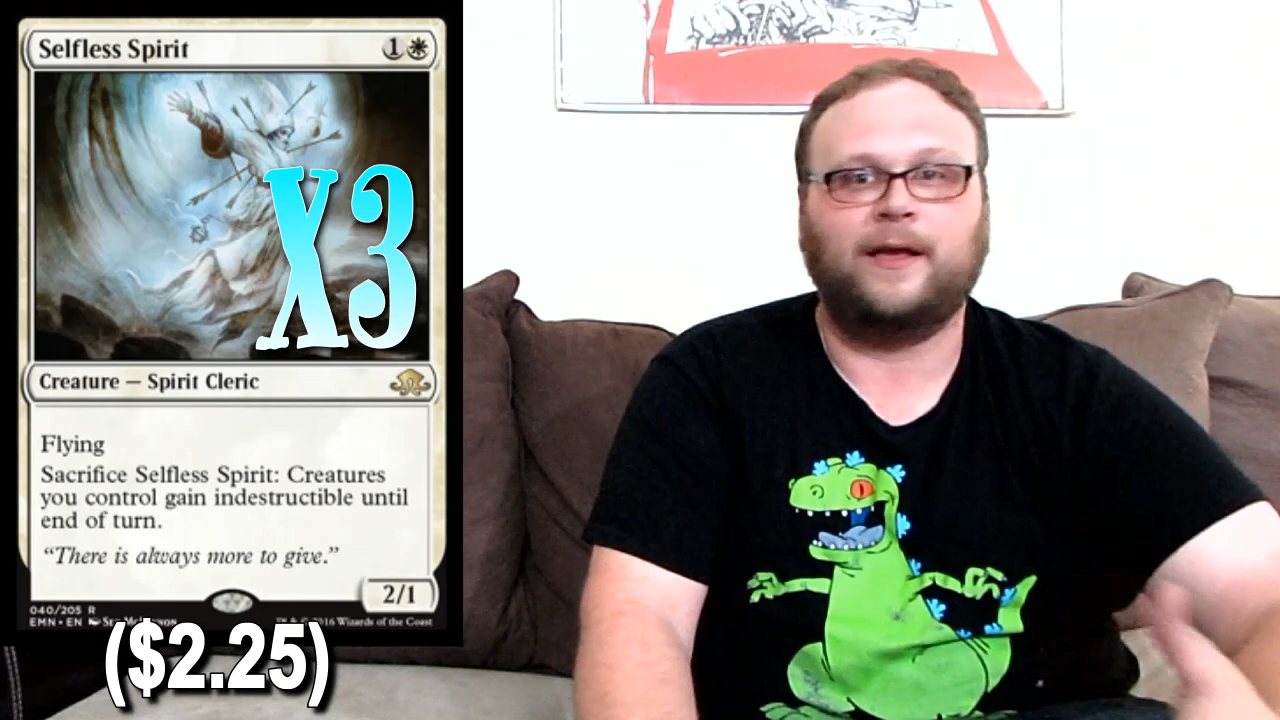 Selfless Spirit 1
X3
Creature — Spirit Cleric
Flying
Sacrifice Selfless Spirit: Creatures
you control gain indestructible until
end of turn.
“There is always more to give.”
2/1
040/205 R
EMN • EN
2016 Wizards of the Coast
($2.25)